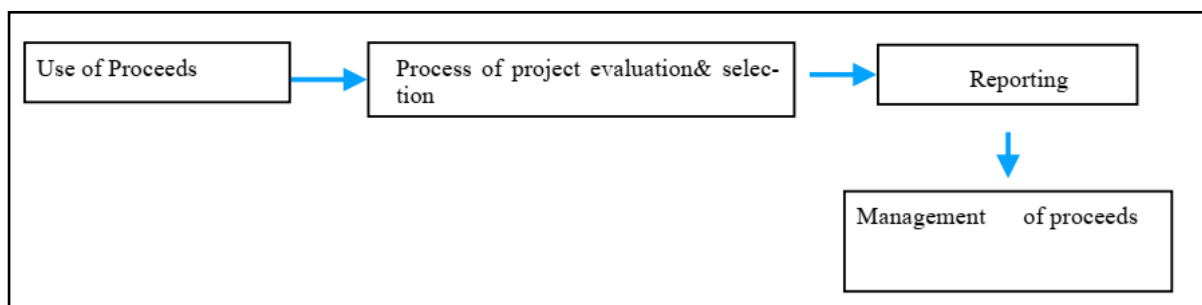 Use of Proceeds
Process of project evaluation& selec-
tion
Reporting
Management of proceeds